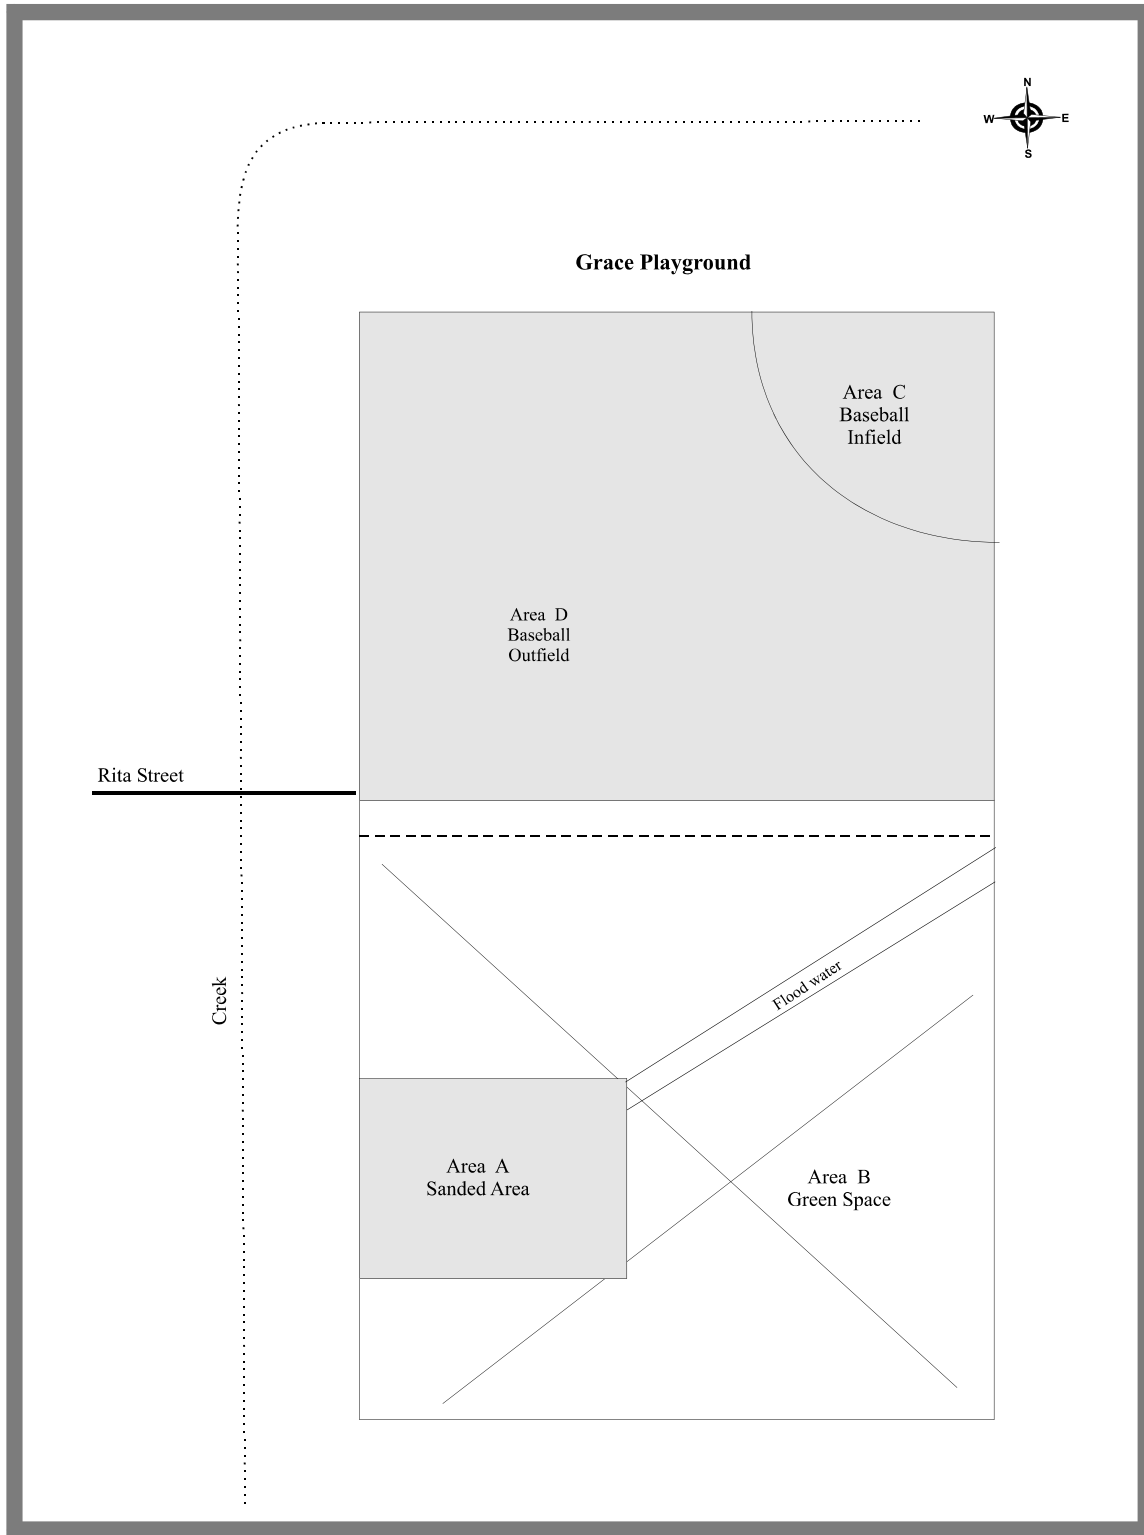 N
W E
S
Grace Playground
Area C
Baseball
Infield
Area D
Baseball
Outfield
Rita Street
Flood water
Creek
Area A
Sanded Area
Area B
Green Space